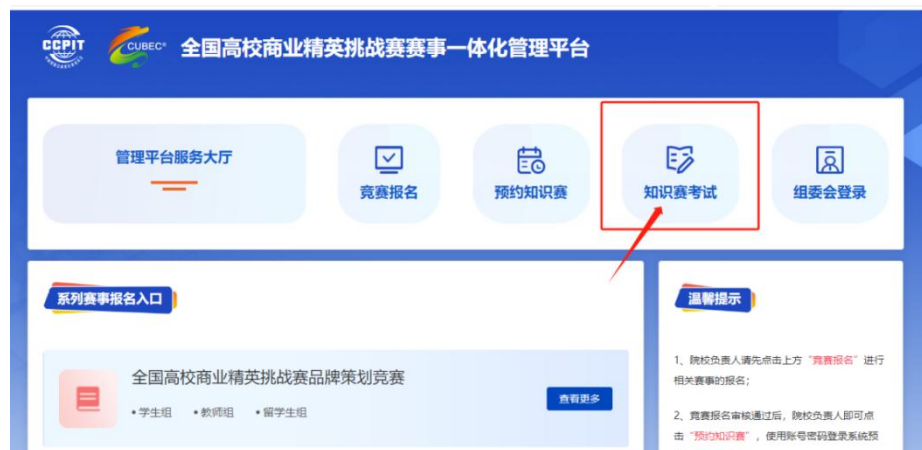 CCPIT
CUBEC®
全国高校商业精英挑战赛赛事一体化管理平台
管理平台服务大厅
竞赛报名
预约知识赛
知识赛考试
组委会登录
系列赛事报名入口
温馨提示
全国高校商业精英挑战赛品牌策划竞赛
•学生组 •教师组 •留学生组
查看更多
1、院校负责人请先点击上方“竞赛报名”进行
相关赛事的报名；
2、竞赛报名审核通过后，院校负责人即可点
击“预约知识赛”，使用账号密码登录系统预